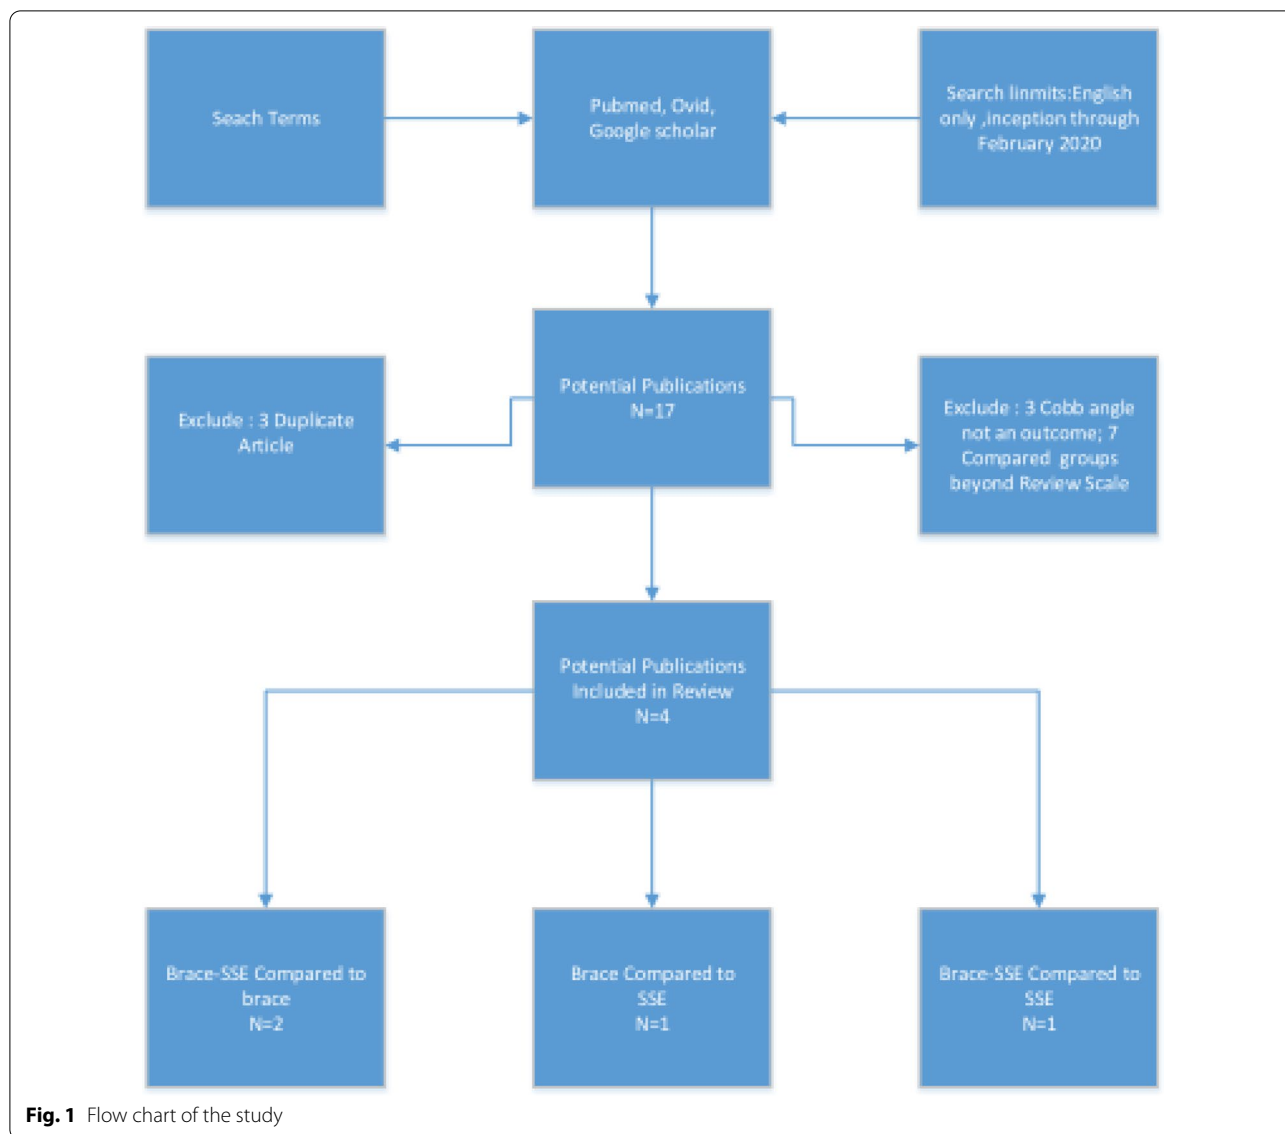 Seach Terms
Pubmed, Ovid,
Google scholar
Search linmits:English
only ,inception through
February 2020
Potential Publications
N=17
Exclude : 3 Duplicate
Article
Exclude : 3 Cobb angle
not an outcome; 7
Compared groups
beyond Review Scale
Potential Publications
Included in Review
N=4
Brace-SSE Compared to
brace
N=2
Brace Compared to
SSE
N=1
Brace-SSE Compared to
SSE
N=1
Fig. 1 Flow chart of the study